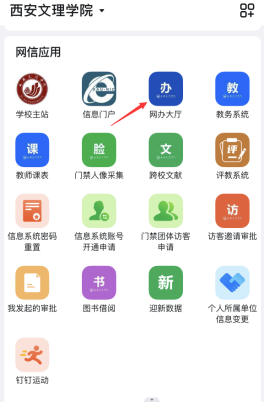 西安文理学院
网信应用
办
教
学校主站
信息门户
网办大厅
教务系统
课
脸
文
评
教师课表
门禁人像采集
跨校文献
评教系统
访
信息系统密码
重置
信息系统账号
开通申请
门禁团体访客
申请
访客邀请审批
书
新
我发起的审批
图书借阅
迎新数据
个人所属单位
信息变更
钉钉运动